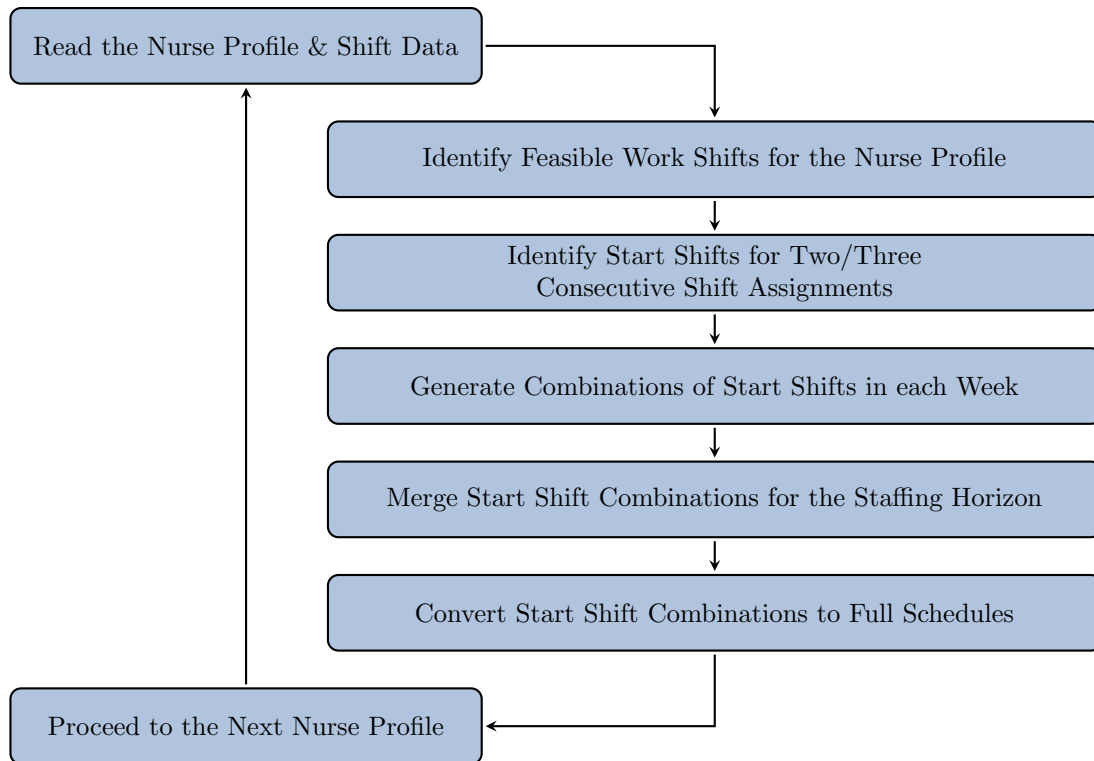 Read the Nurse Profile & Shift Data
Identify Feasible Work Shifts for the Nurse Profile
Identify Start Shifts for Two/Three
Consecutive Shift Assignments
Generate Combinations of Start Shifts in each Week
Merge Start Shift Combinations for the Staffing Horizon
Convert Start Shift Combinations to Full Schedules
Proceed to the Next Nurse Profile